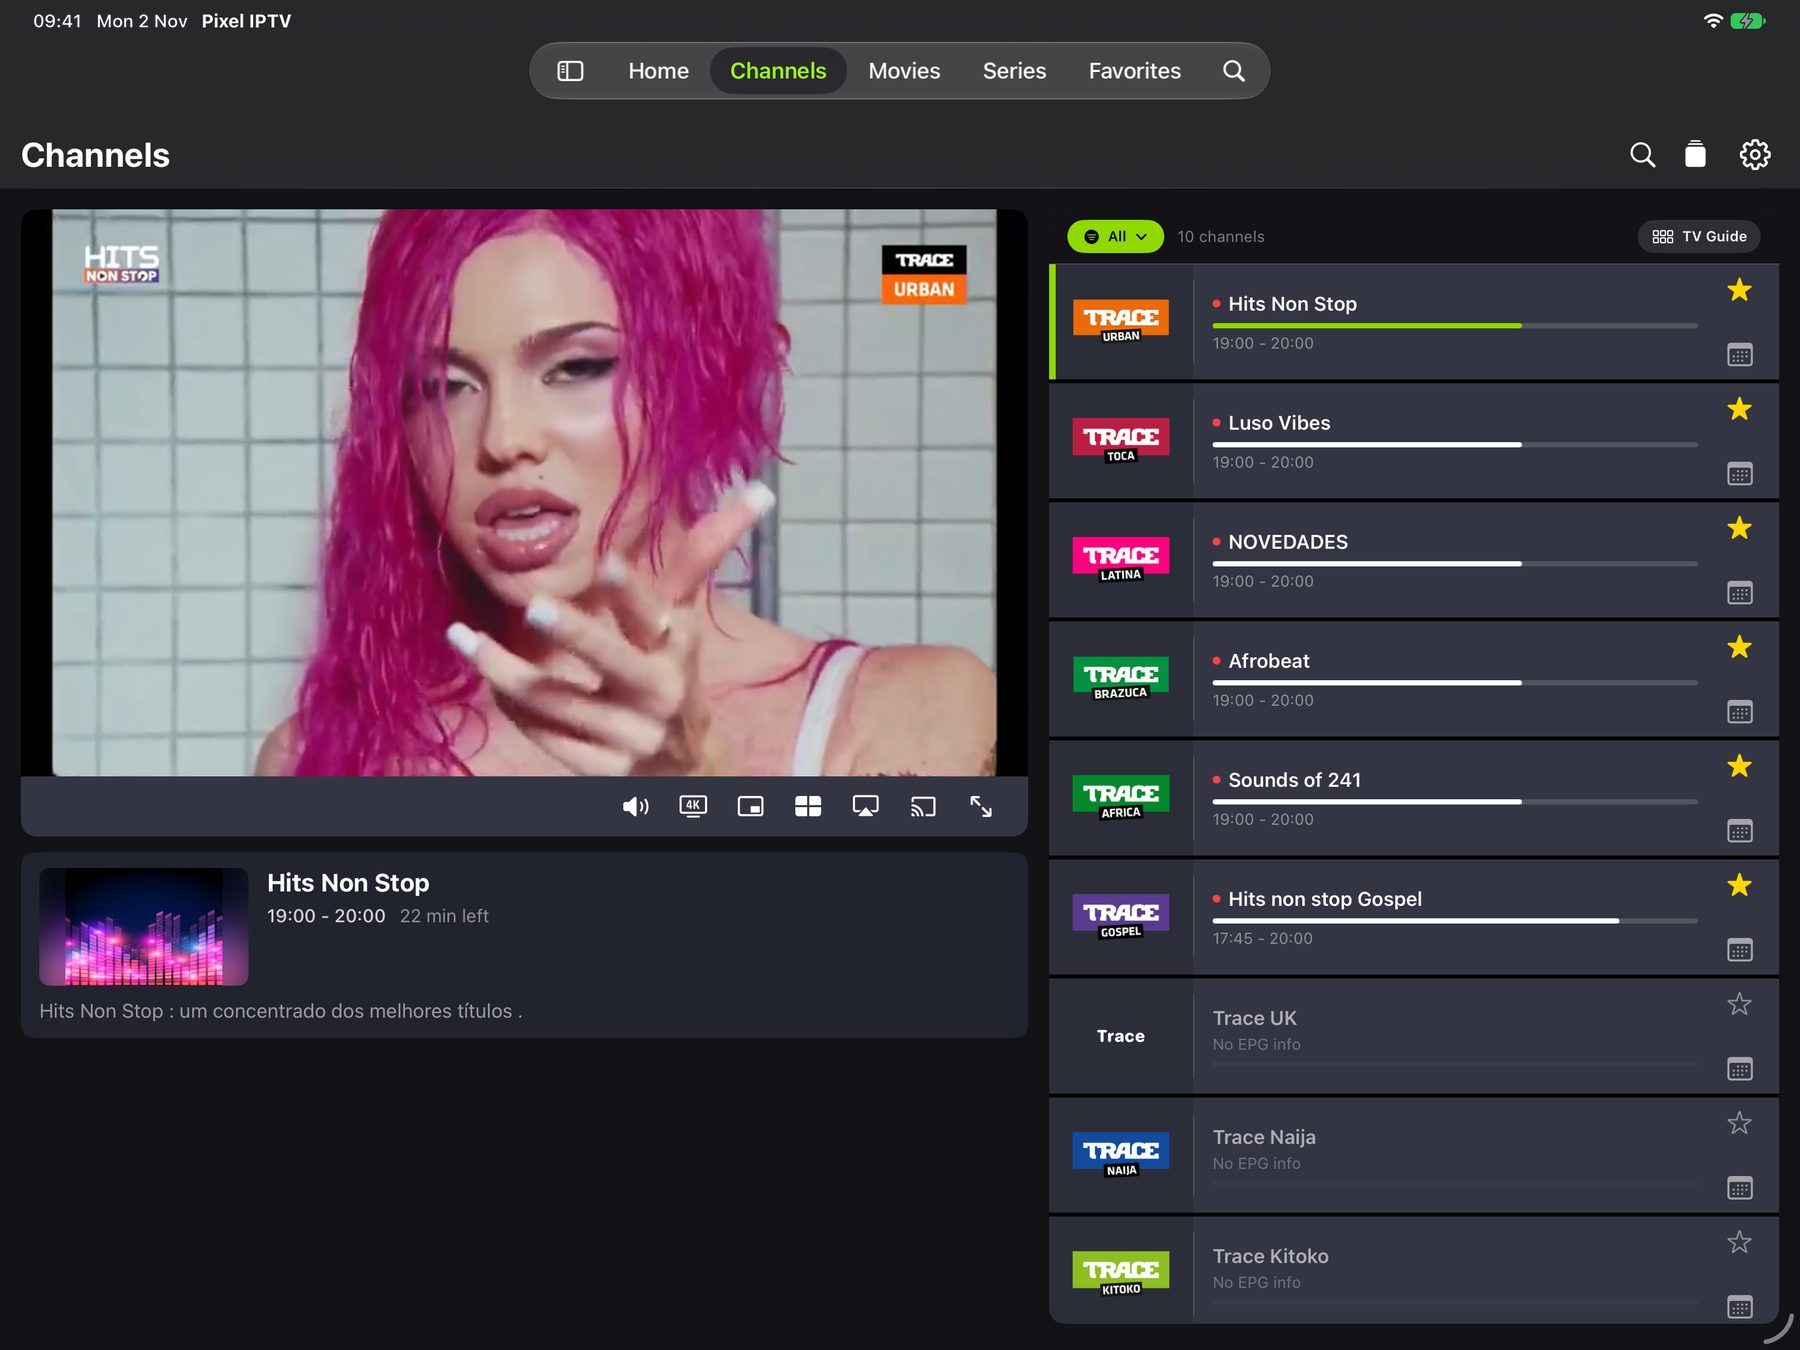 09:41 Mon 2 Nov Pixel IPTV
Home Channels Movies Series Favorites
Channels
HITS
NON STOP
TRACE
URBAN
4K
Hits Non Stop
19:00 - 20:00 22 min left
Hits Non Stop : um concentrado dos melhores títulos .
All 10 channels TV Guide
TRACE
URBAN
Hits Non Stop
19:00 - 20:00
TRACE
TOCA
Luso Vibes
19:00 - 20:00
TRACE
LATINA
NOVEDADES
19:00 - 20:00
TRACE
BRAZUCA
Afrobeat
19:00 - 20:00
TRACE
AFRICA
Sounds of 241
19:00 - 20:00
TRACE
GOSPEL
Hits non stop Gospel
17:45 - 20:00
Trace
Trace UK
No EPG info
TRACE
NAIJA
Trace Naija
No EPG info
TRACE
KITOKO
Trace Kitoko
No EPG info